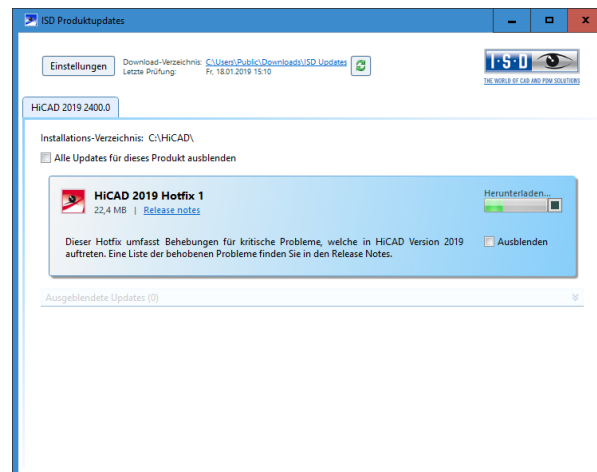 ISD Produktupdates
Einstellungen
Download-Verzeichnis: C:\Users\Public\Downloads\ISD Updates
Letzte Prüfung: Fr, 18.01.2019 15:10
I·S·D
THE WORLD OF CAD AND PDM SOLUTIONS
HiCAD 2019 2400.0
Installations-Verzeichnis: C:\HiCAD\
Alle Updates für dieses Produkt ausblenden
HiCAD 2019 Hotfix 1
Herunterladen...
22,4 MB | Release notes
Dieser Hotfix umfasst Behebungen für kritische Probleme, welche in HiCAD Version 2019
Ausblenden
auftreten. Eine Liste der behobenen Probleme finden Sie in den Release Notes.
Ausgeblendete Updates (0)